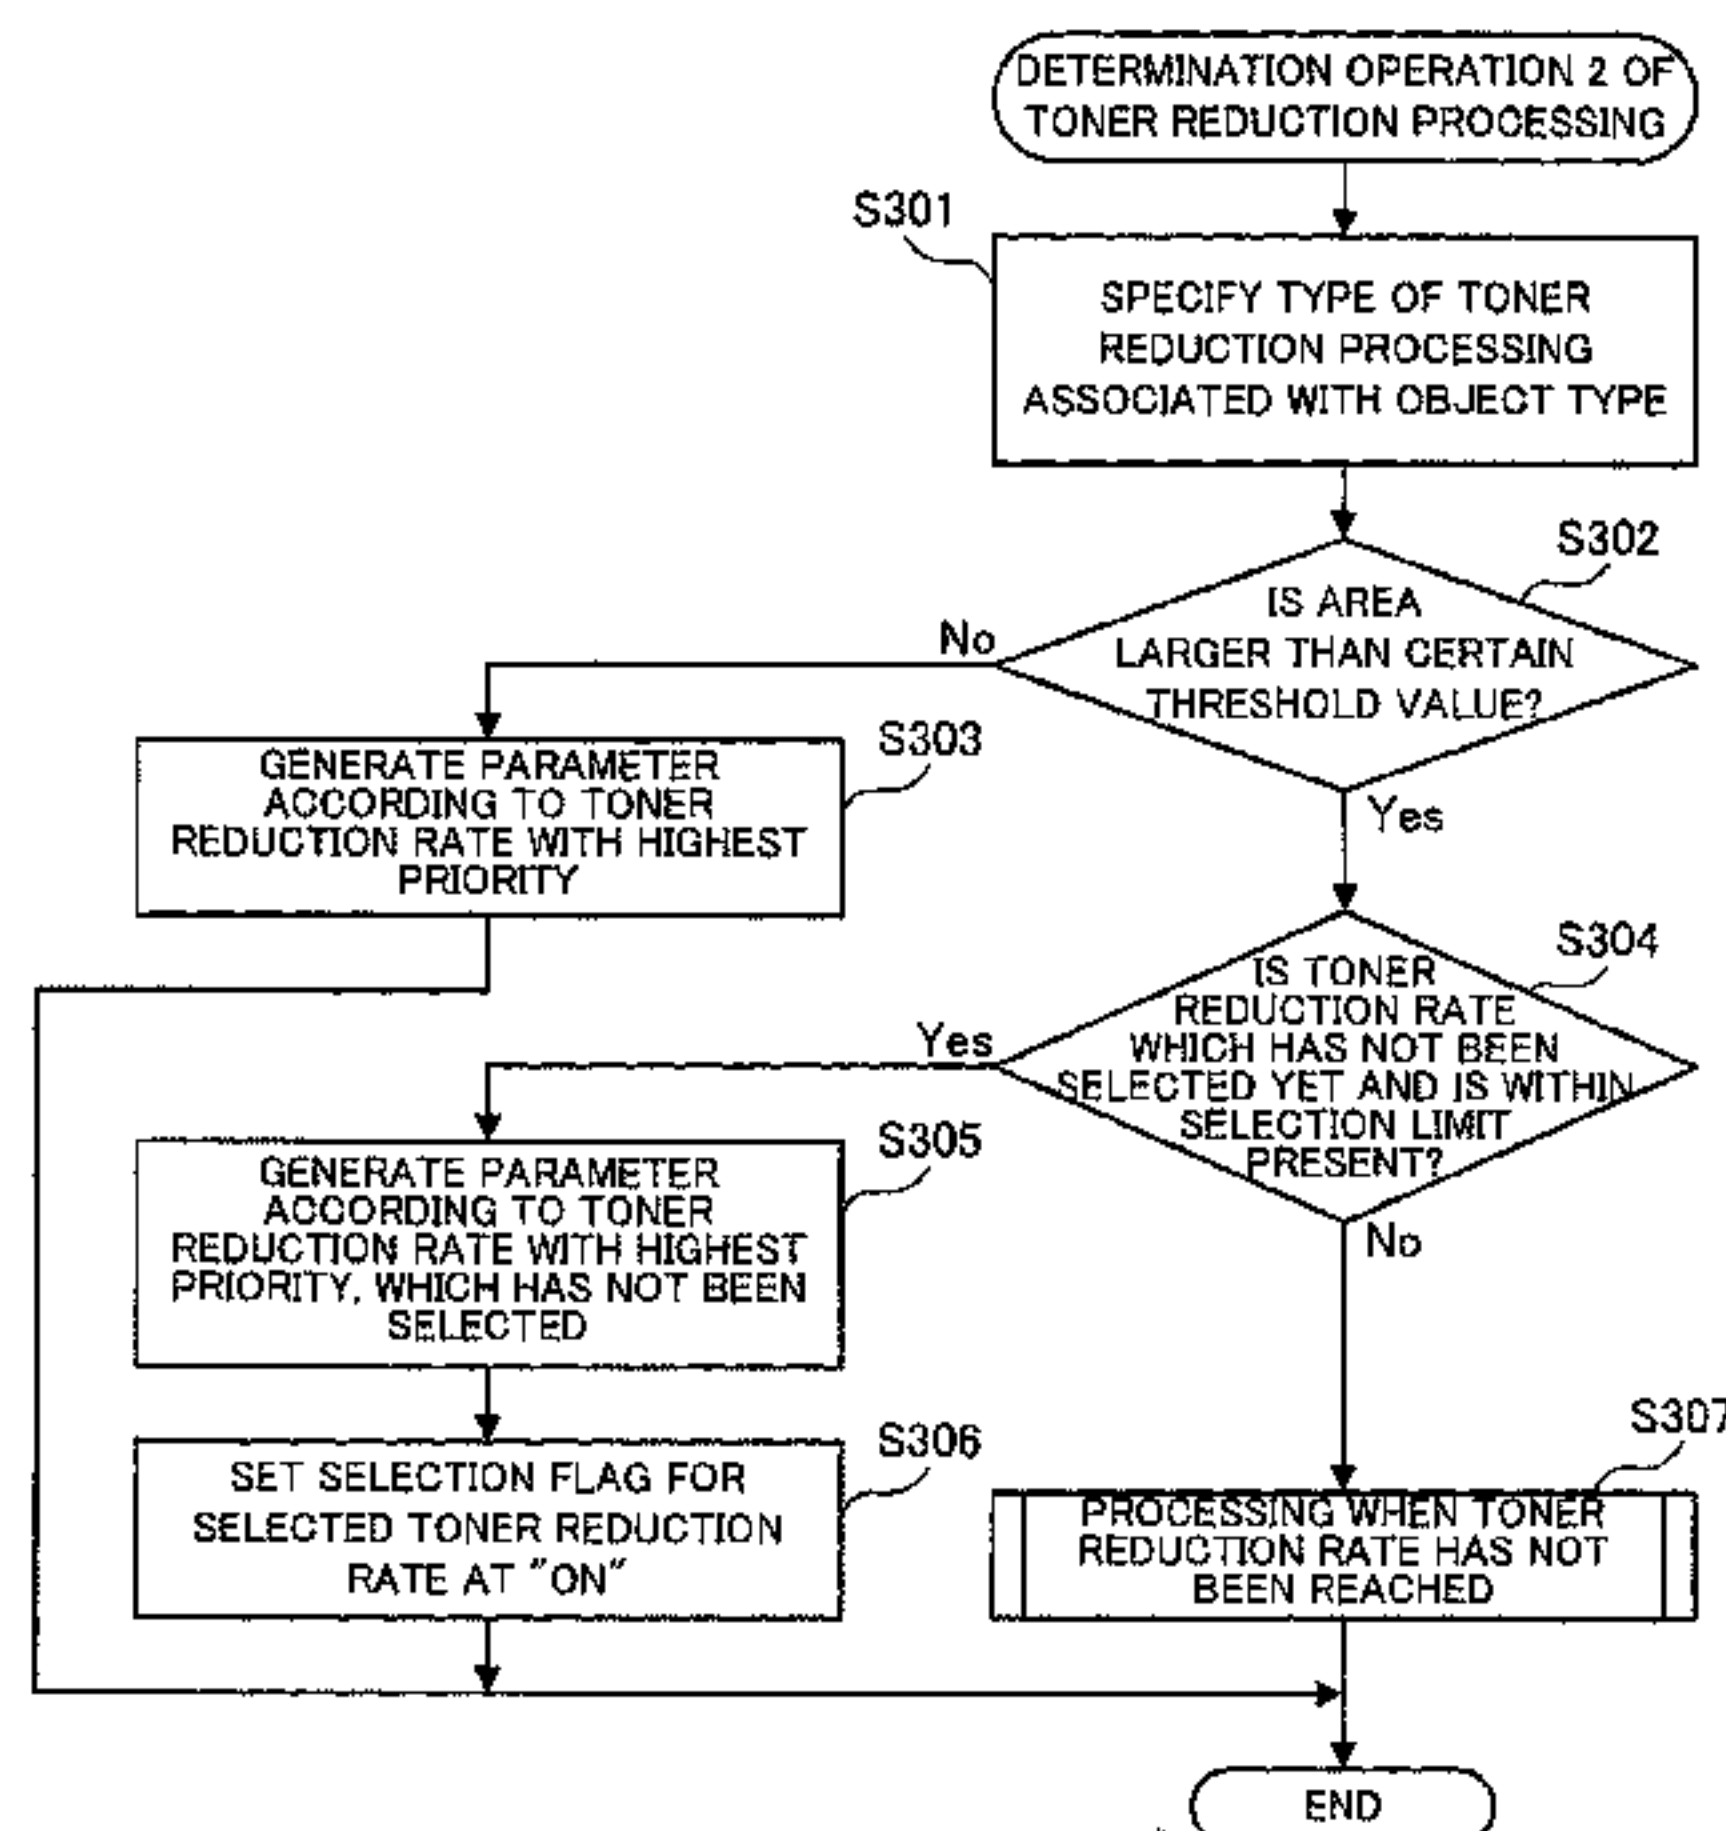 DETERMINATION OPERATION 2 OF
TONER REDUCTION PROCESSING
S301
SPECIFY TYPE OF TONER
REDUCTION PROCESSING
ASSOCIATED WITH OBJECT TYPE
S302
IS AREA
LARGER THAN CERTAIN
THRESHOLD VALUE?
No
Yes
S303
GENERATE PARAMETER
ACCORDING TO TONER
REDUCTION RATE WITH HIGHEST
PRIORITY
S304
IS TONER
REDUCTION RATE
WHICH HAS NOT BEEN
SELECTED YET AND IS WITHIN
SELECTION LIMIT
PRESENT?
Yes
No
S305
GENERATE PARAMETER
ACCORDING TO TONER
REDUCTION RATE WITH HIGHEST
PRIORITY, WHICH HAS NOT BEEN
SELECTED
S306
SET SELECTION FLAG FOR
SELECTED TONER REDUCTION
RATE AT "ON"
S307
PROCESSING WHEN TONER
REDUCTION RATE HAS NOT
BEEN REACHED
END